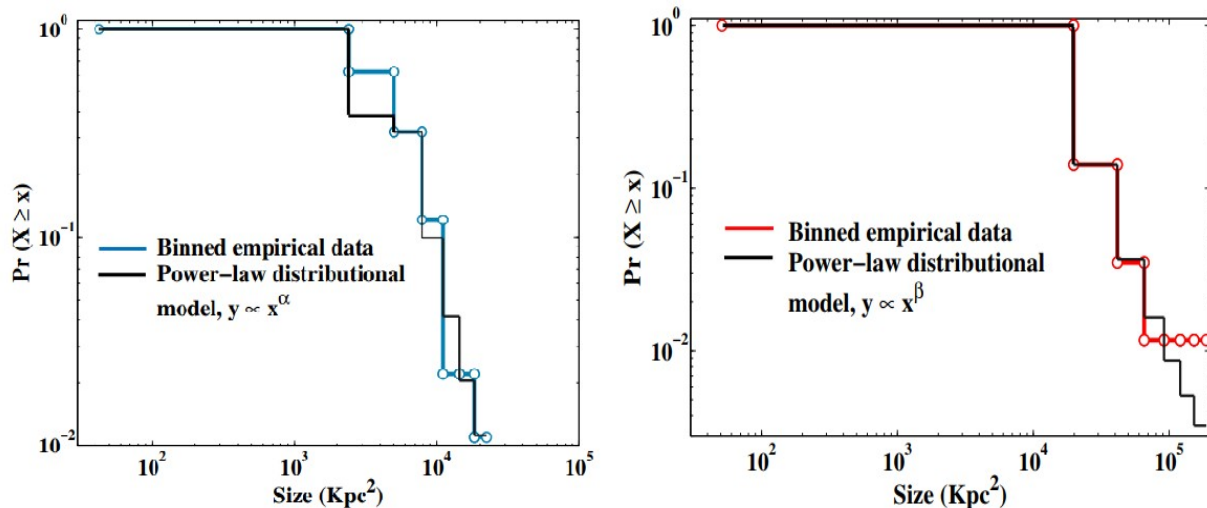 10^0
10^-1
10^-2
Pr (X ≥ x)
Binned empirical data
Power-law distributional
model, y ∝ x^α
10^2 10^3 10^4 10^5
Size (Kpc^2)
10^0
10^-1
10^-2
Pr (X ≥ x)
Binned empirical data
Power-law distributional
model, y ∝ x^β
10^2 10^3 10^4 10^5
Size (Kpc^2)